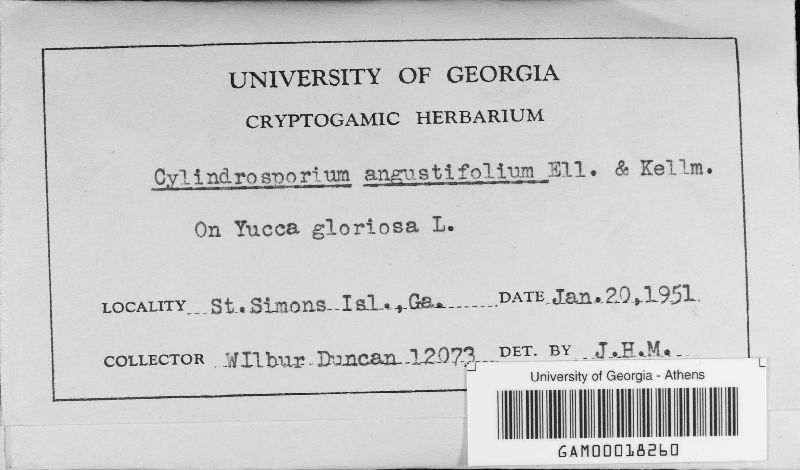 UNIVERSITY OF GEORGIA
CRYPTOGAMIC HERBARIUM
Cylindrosporium angustifolium Ell. & Kellm.
On Yucca gloriosa L.
LOCALITY St.Simons Isl.,Ga. DATE Jan.20,1951
COLLECTOR WIlbur Duncan 12073 DET. BY J.H.M.
University of Georgia - Athens
GAM00018260